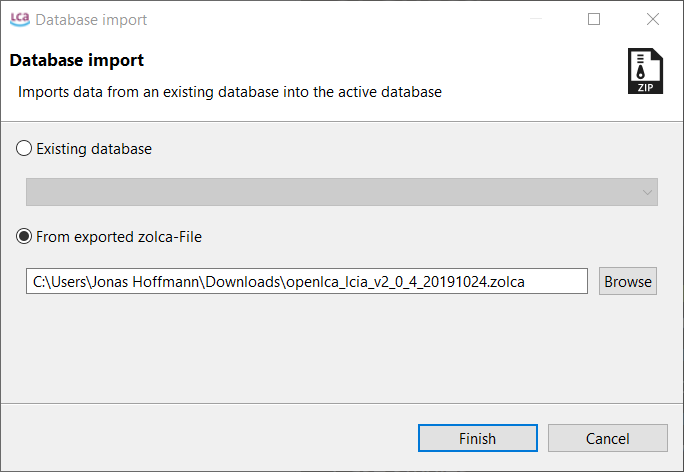 LCA Database import
Database import
Imports data from an existing database into the active database
ZIP
Existing database
From exported zolca-File
C:\Users\Jonas Hoffmann\Downloads\openlca_lcia_v2_0_4_20191024.zolca
Browse
Finish Cancel